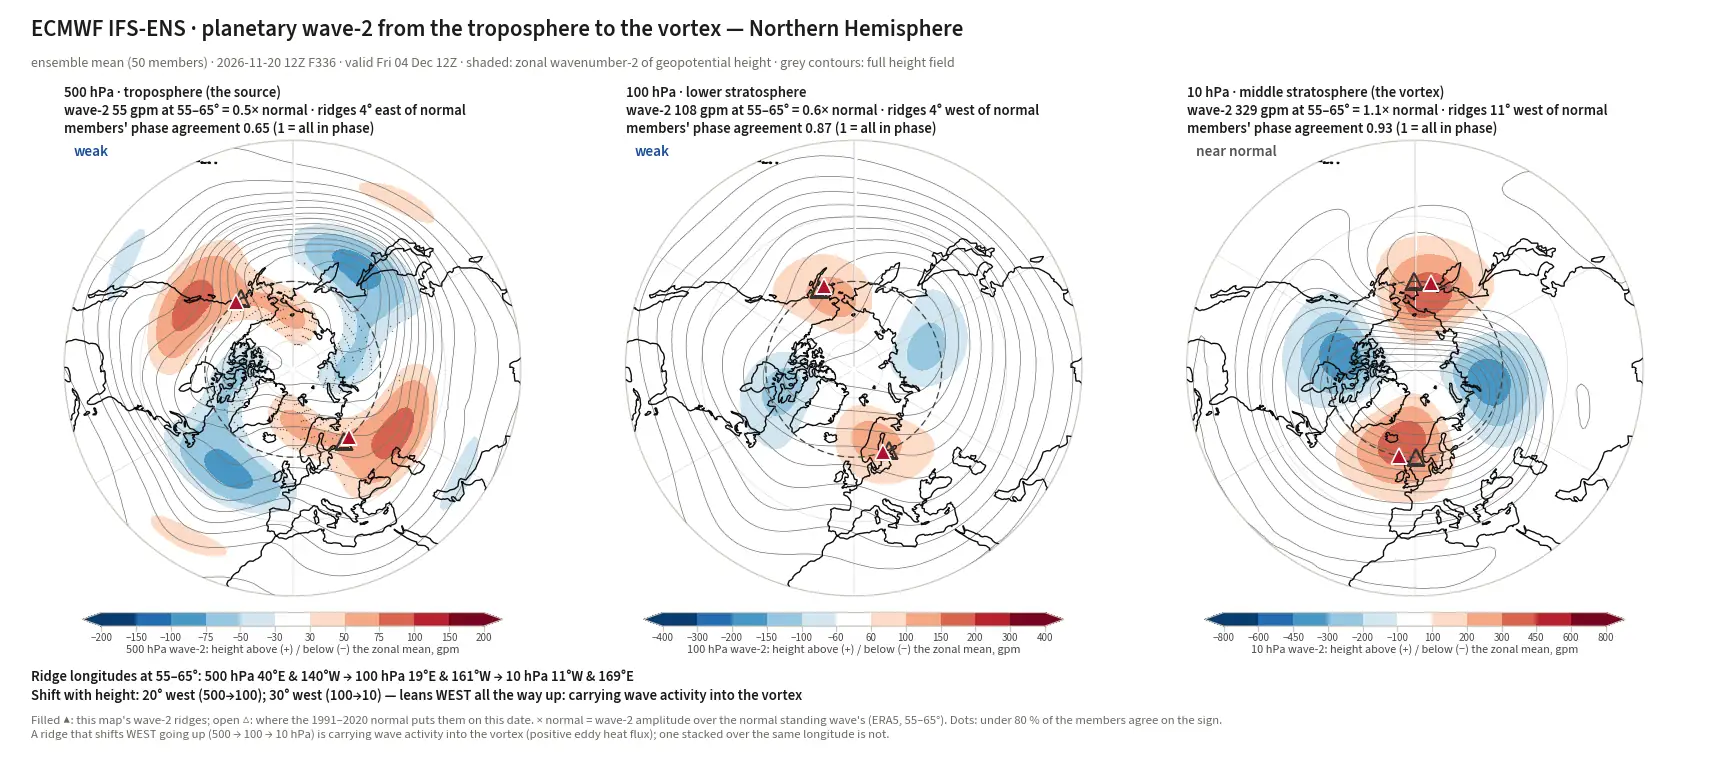 ECMWF IFS-ENS · planetary wave-2 from the troposphere to the vortex — Northern Hemisphere
ensemble mean (50 members) · 2026-11-20 12Z F336 · valid Fri 04 Dec 12Z · shaded: zonal wavenumber-2 of geopotential height · grey contours: full height field
500 hPa · troposphere (the source)
wave-2 55 gpm at 55–65° = 0.5× normal · ridges 4° east of normal
members' phase agreement 0.65 (1 = all in phase)
weak
100 hPa · lower stratosphere
wave-2 108 gpm at 55–65° = 0.6× normal · ridges 4° west of normal
members' phase agreement 0.87 (1 = all in phase)
weak
10 hPa · middle stratosphere (the vortex)
wave-2 329 gpm at 55–65° = 1.1× normal · ridges 11° west of normal
members' phase agreement 0.93 (1 = all in phase)
near normal
−200 −150 −100 −75 −50 −30 30 50 75 100 150 200
500 hPa wave-2: height above (+) / below (−) the zonal mean, gpm
−400 −300 −200 −150 −100 −60 60 100 150 200 300 400
100 hPa wave-2: height above (+) / below (−) the zonal mean, gpm
−800 −600 −450 −300 −200 −100 100 200 300 450 600 800
10 hPa wave-2: height above (+) / below (−) the zonal mean, gpm
Ridge longitudes at 55–65°: 500 hPa 40°E & 140°W → 100 hPa 19°E & 161°W → 10 hPa 11°W & 169°E
Shift with height: 20° west (500→100); 30° west (100→10) — leans WEST all the way up: carrying wave activity into the vortex
Filled ▲: this map's wave-2 ridges; open △: where the 1991–2020 normal puts them on this date. × normal = wave-2 amplitude over the normal standing wave's (ERA5, 55–65°). Dots: under 80 % of the members agree on the sign.
A ridge that shifts WEST going up (500 → 100 → 10 hPa) is carrying wave activity into the vortex (positive eddy heat flux); one stacked over the same longitude is not.